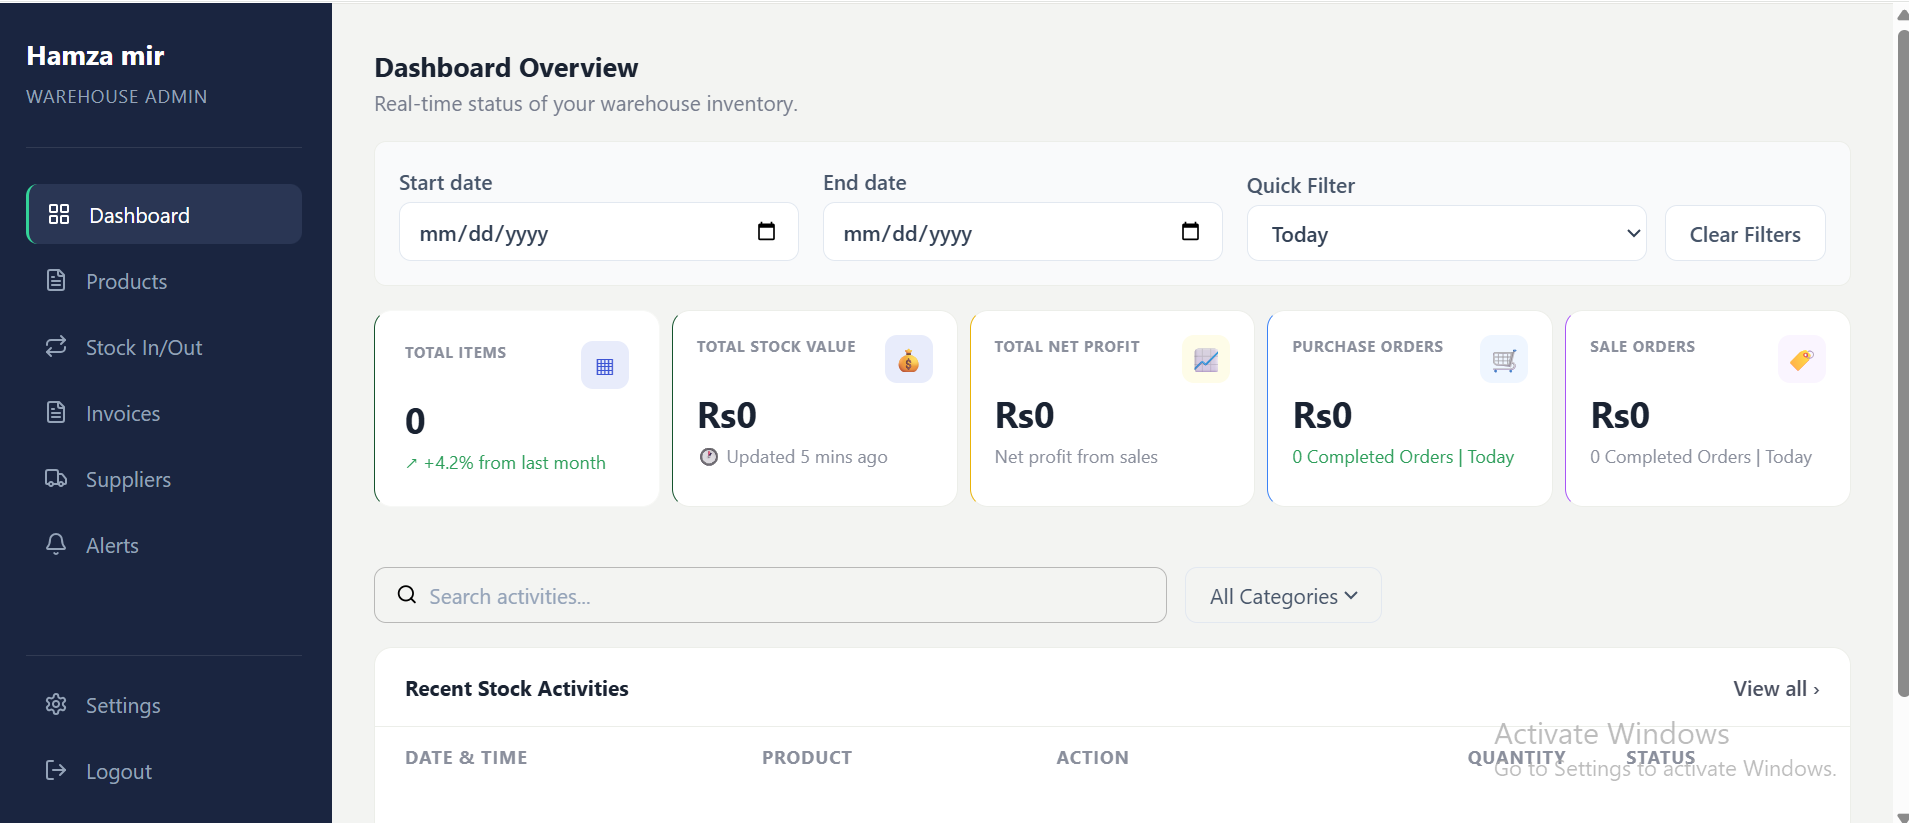 Hamza mir
WAREHOUSE ADMIN
Dashboard
Products
Stock In/Out
Invoices
Suppliers
Alerts
Settings
Logout
Dashboard Overview
Real-time status of your warehouse inventory.
Start date
mm/dd/yyyy
End date
mm/dd/yyyy
Quick Filter
Today
Clear Filters
TOTAL ITEMS
0
↗ +4.2% from last month
TOTAL STOCK VALUE
Rs0
Updated 5 mins ago
TOTAL NET PROFIT
Rs0
Net profit from sales
PURCHASE ORDERS
Rs0
0 Completed Orders | Today
SALE ORDERS
Rs0
0 Completed Orders | Today
Search activities...
All Categories
Recent Stock Activities
View all ›
DATE & TIME PRODUCT ACTION QUANTITY STATUS
Activate Windows
Go to Settings to activate Windows.